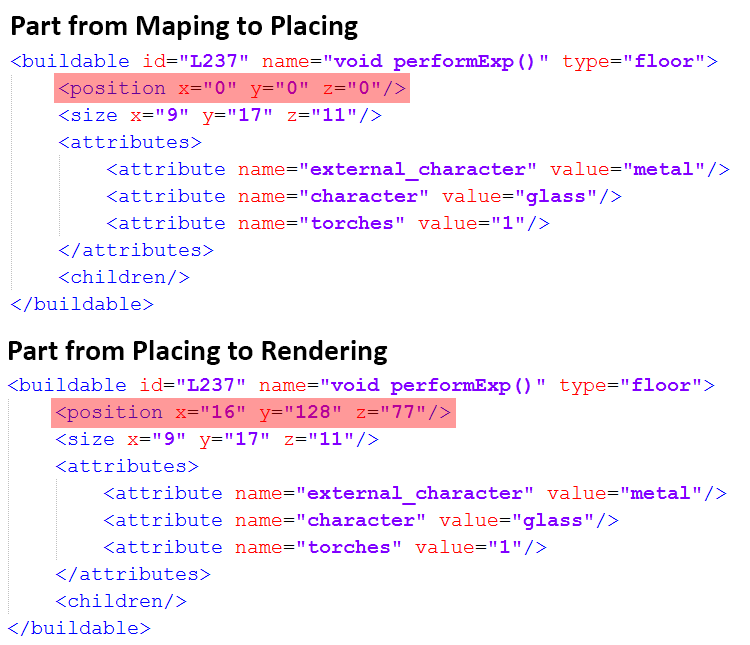 Part from Maping to Placing
<buildable id="L237" name="void performExp()" type="floor">
<position x="0" y="0" z="0"/>
<size x="9" y="17" z="11"/>
<attributes>
<attribute name="external_character" value="metal"/>
<attribute name="character" value="glass"/>
<attribute name="torches" value="1"/>
</attributes>
<children/>
</buildable>
Part from Placing to Rendering
<buildable id="L237" name="void performExp()" type="floor">
<position x="16" y="128" z="77"/>
<size x="9" y="17" z="11"/>
<attributes>
<attribute name="external_character" value="metal"/>
<attribute name="character" value="glass"/>
<attribute name="torches" value="1"/>
</attributes>
<children/>
</buildable>